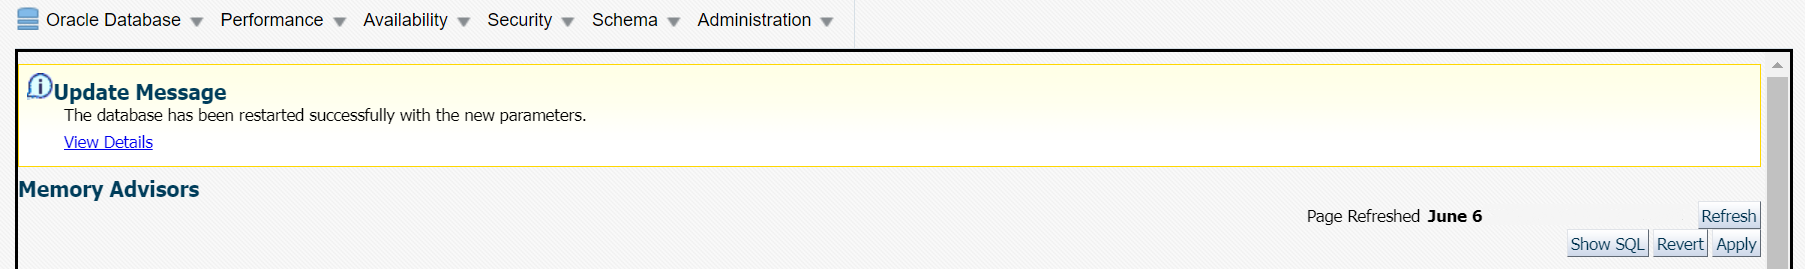 Oracle Database Performance Availability Security Schema Administration
Update Message
The database has been restarted successfully with the new parameters.
View Details
Memory Advisors
Page Refreshed June 6 Refresh
Show SQL Revert Apply